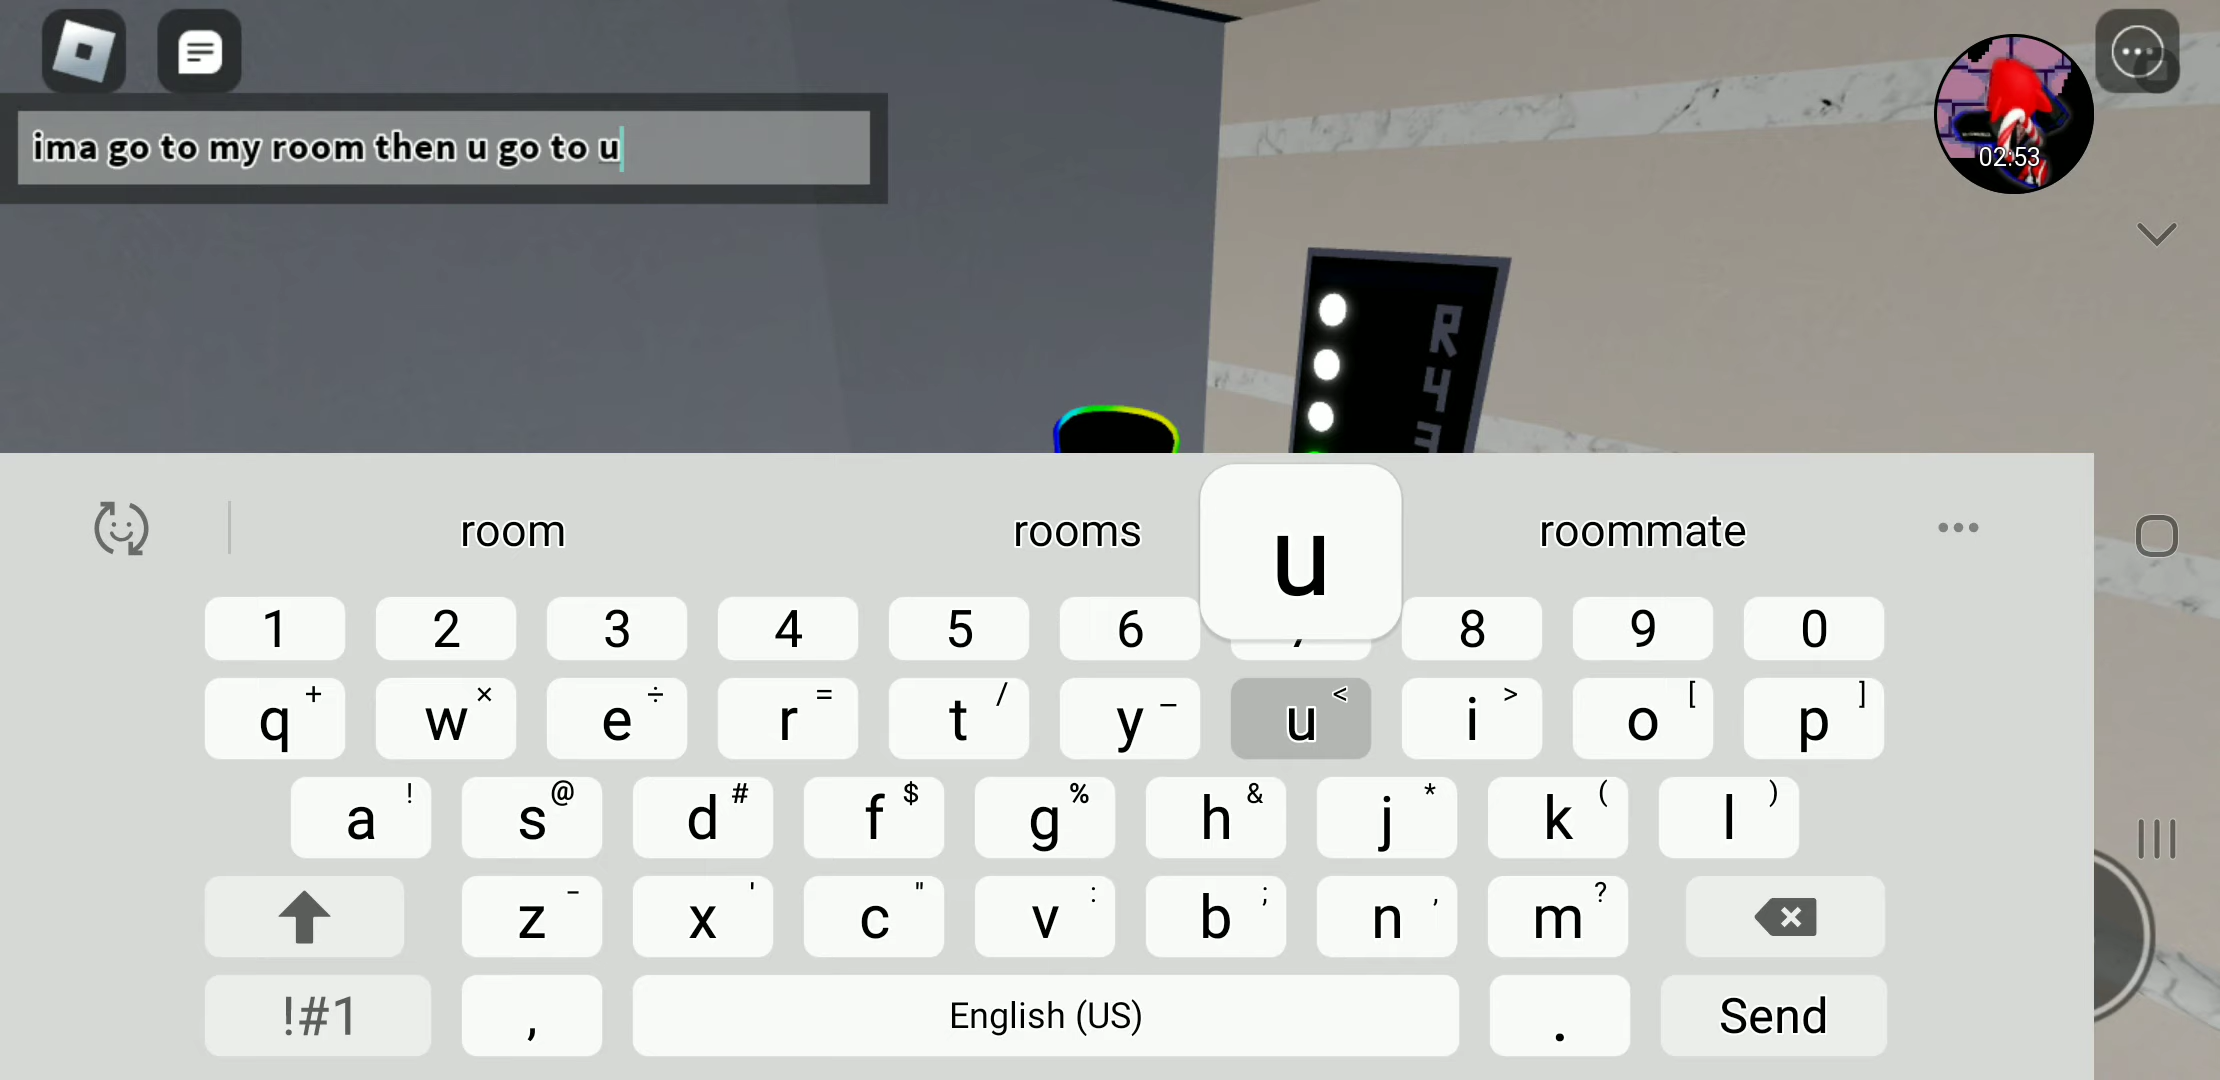 ima go to my room then u go to u
02:53
R43
room rooms roommate
u
1 2 3 4 5 6 8 9 0
q + w × e ÷ r = t / y _ u < i > o [ p ]
a ! s @ d # f $ g % h & j * k ( l )
z - x ' c " v : b ; n , m ?
!#1 , English (US) . Send